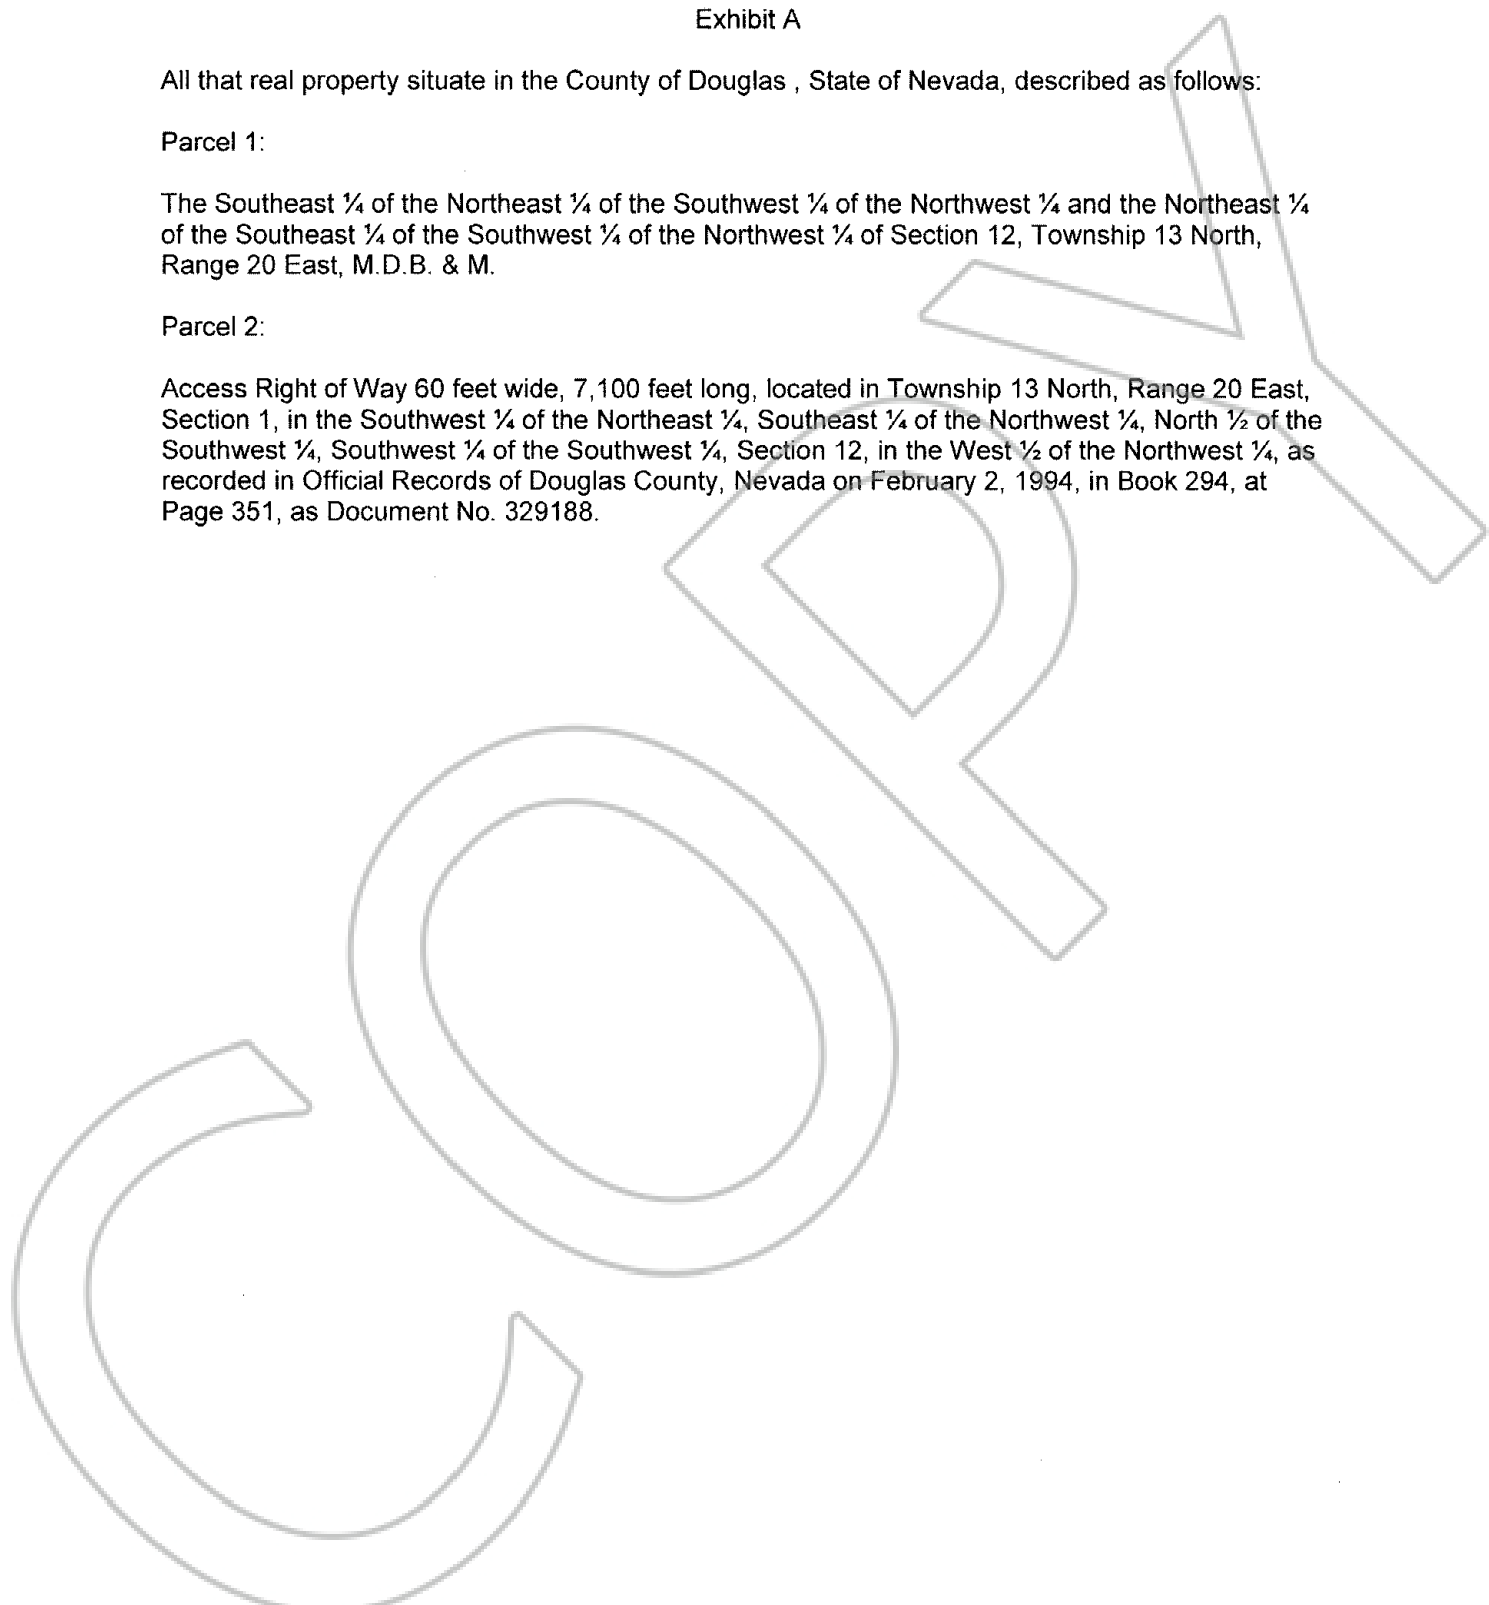 Exhibit A
All that real property situate in the County of Douglas , State of Nevada, described as follows:
Parcel 1:
The Southeast ¼ of the Northeast ¼ of the Southwest ¼ of the Northwest ¼ and the Northeast ¼
of the Southeast ¼ of the Southwest ¼ of the Northwest ¼ of Section 12, Township 13 North,
Range 20 East, M.D.B. & M.
Parcel 2:
Access Right of Way 60 feet wide, 7,100 feet long, located in Township 13 North, Range 20 East,
Section 1, in the Southwest ¼ of the Northeast ¼, Southeast ¼ of the Northwest ¼, North ½ of the
Southwest ¼, Southwest ¼ of the Southwest ¼, Section 12, in the West ½ of the Northwest ¼, as
recorded in Official Records of Douglas County, Nevada on February 2, 1994, in Book 294, at
Page 351, as Document No. 329188.
COPY